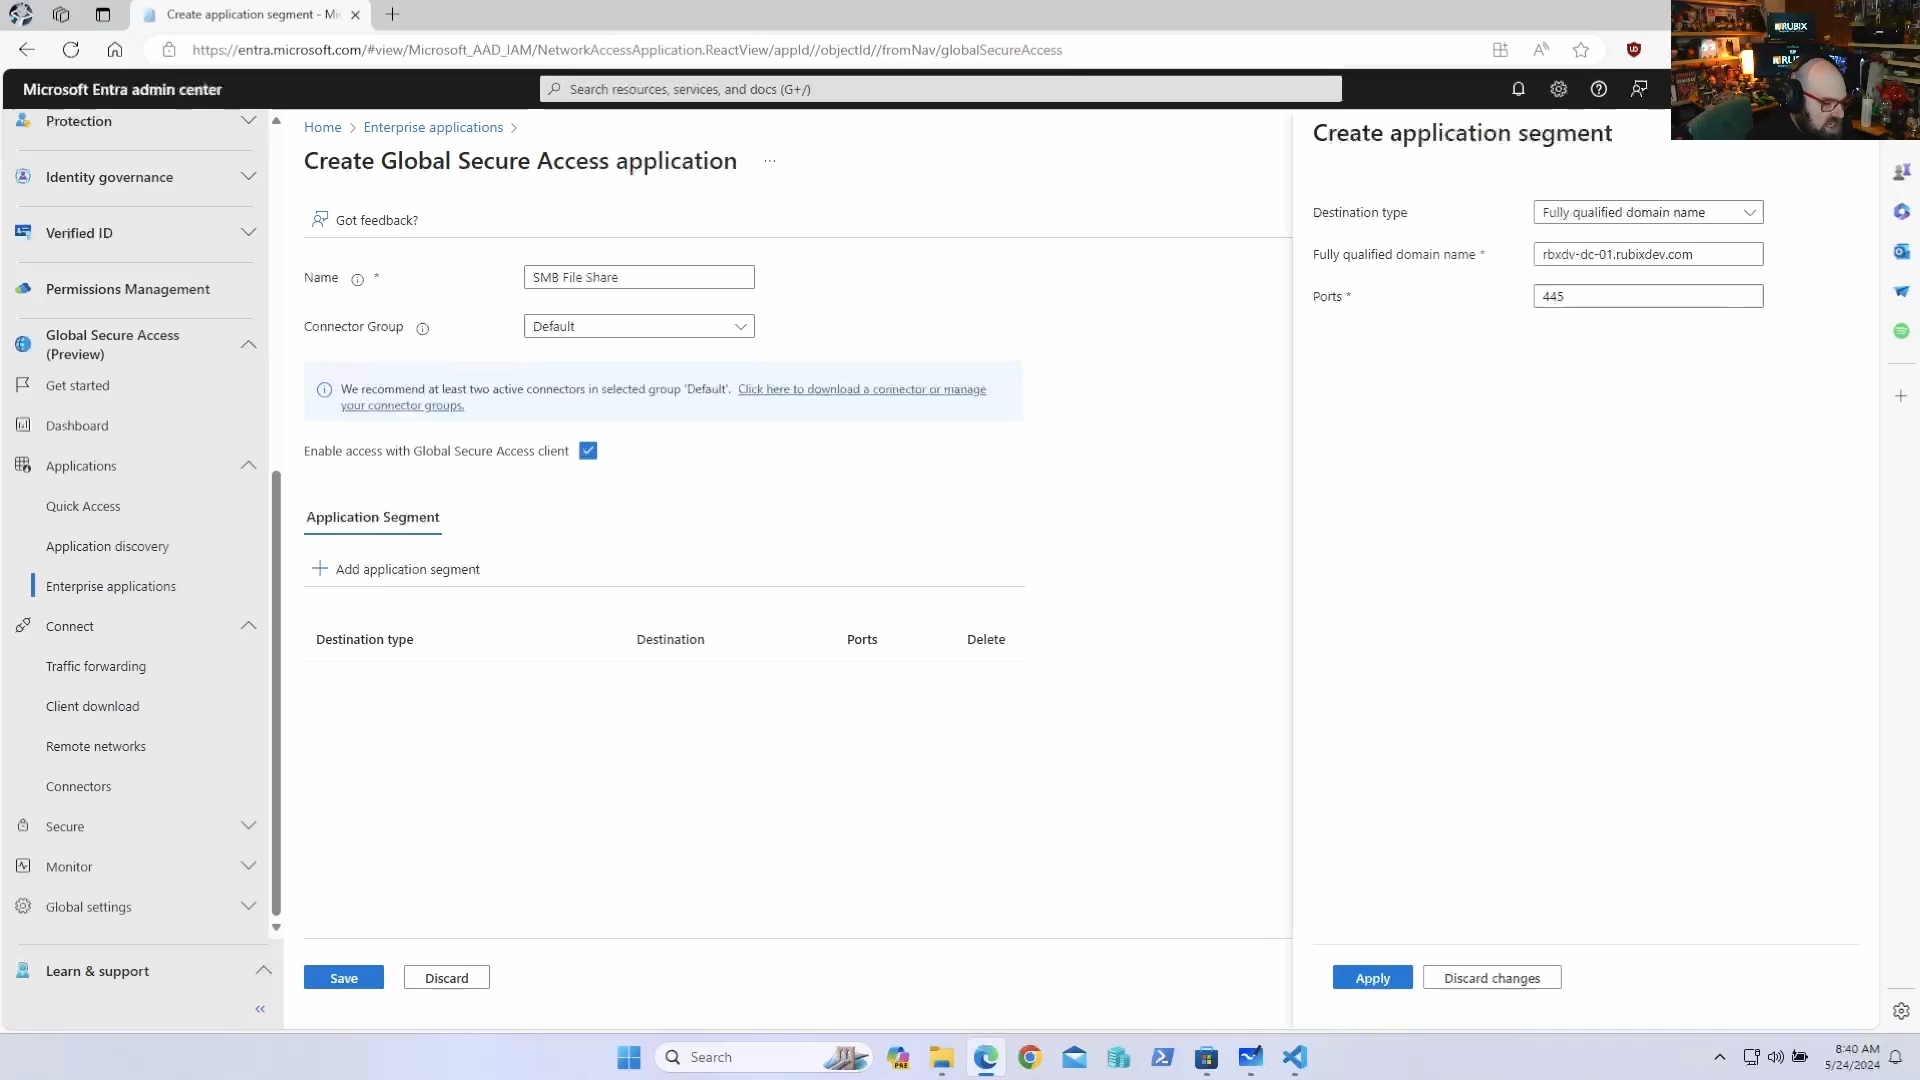 Create application segment - Mi
https://entra.microsoft.com/#view/Microsoft_AAD_IAM/NetworkAccessApplication.ReactView/appId//objectId//fromNav/globalSecureAccess
Microsoft Entra admin center
Search resources, services, and docs (G+/)
RUBIX
Protection
Identity governance
Verified ID
Permissions Management
Global Secure Access
(Preview)
Get started
Dashboard
Applications
Quick Access
Application discovery
Enterprise applications
Connect
Traffic forwarding
Client download
Remote networks
Connectors
Secure
Monitor
Global settings
Learn & support
Home > Enterprise applications >
Create Global Secure Access application ...
Got feedback?
Name *
SMB File Share
Connector Group
Default
We recommend at least two active connectors in selected group 'Default'. Click here to download a connector or manage
your connector groups.
Enable access with Global Secure Access client
Application Segment
Add application segment
Destination type Destination Ports Delete
Save Discard
Create application segment
Destination type
Fully qualified domain name
Fully qualified domain name *
rbxdv-dc-01.rubixdev.com
Ports *
445
Apply Discard changes
Search
PRE
8:40 AM
5/24/2024